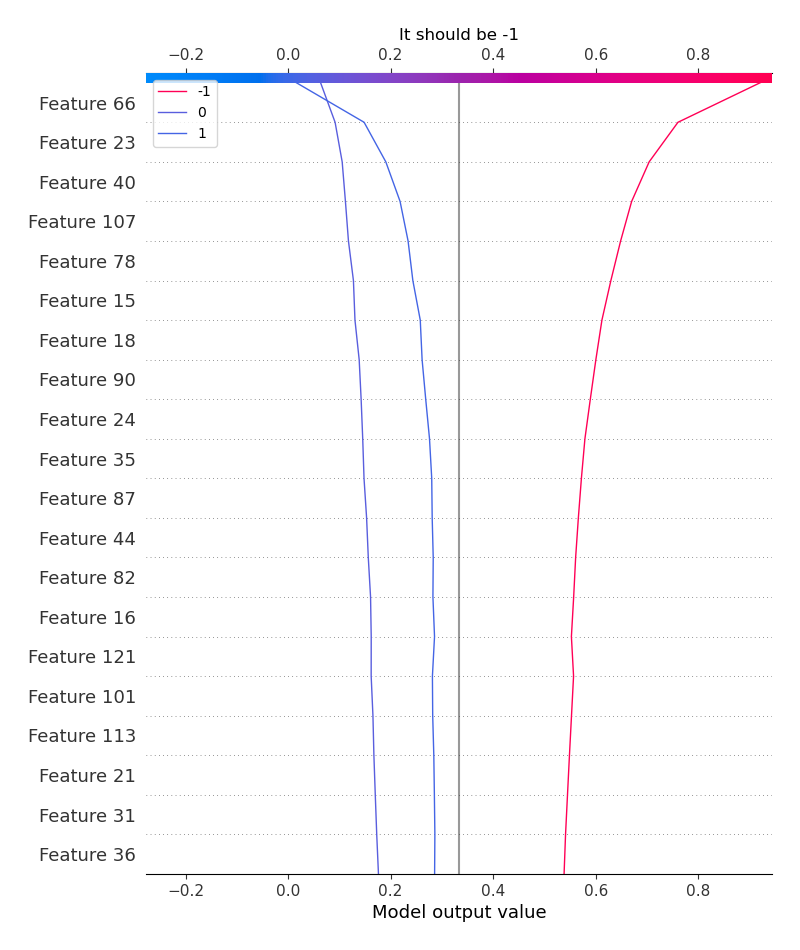 It should be -1
−0.2 0.0 0.2 0.4 0.6 0.8
-1
0
1
Feature 66
Feature 23
Feature 40
Feature 107
Feature 78
Feature 15
Feature 18
Feature 90
Feature 24
Feature 35
Feature 87
Feature 44
Feature 82
Feature 16
Feature 121
Feature 101
Feature 113
Feature 21
Feature 31
Feature 36
−0.2 0.0 0.2 0.4 0.6 0.8
Model output value